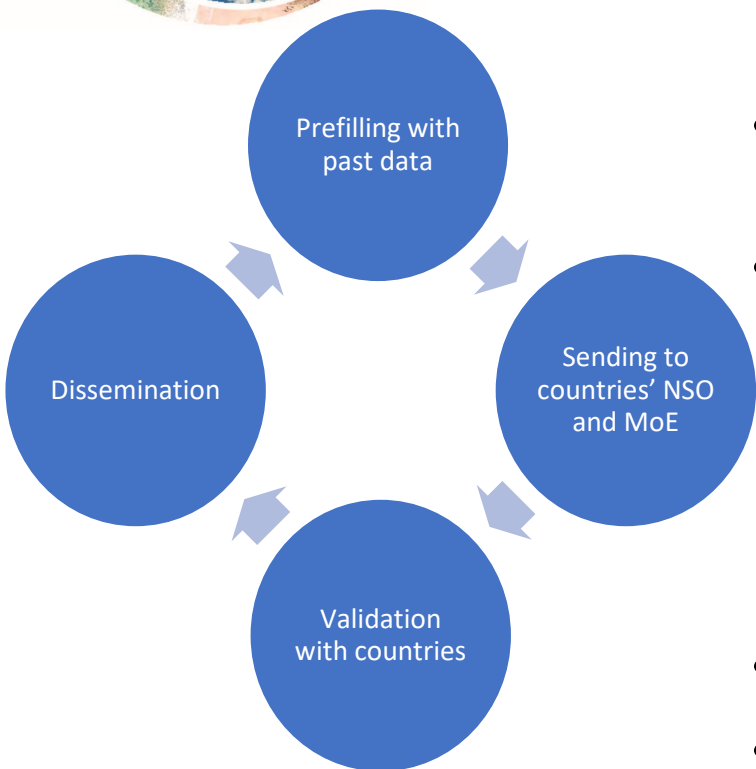 Prefilling with
past data
Sending to
countries' NSO
and MoE
Validation
with countries
Dissemination